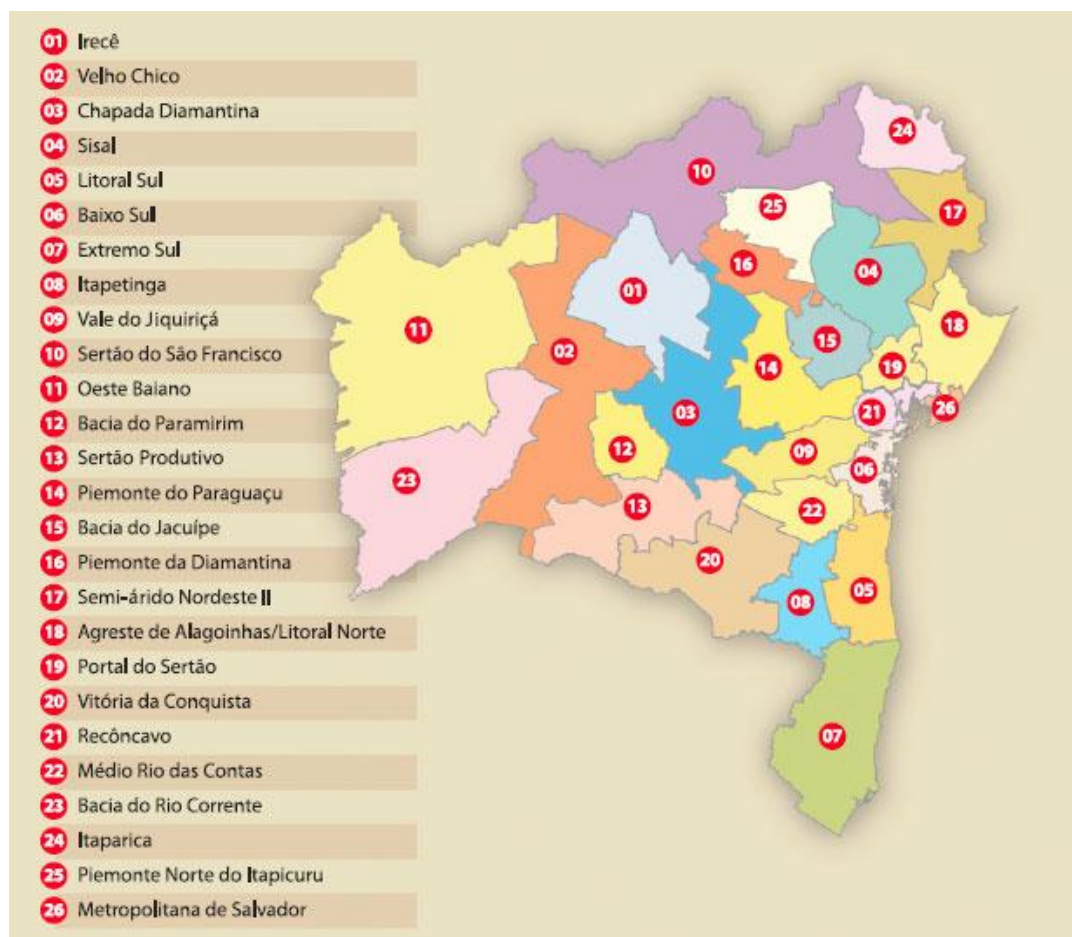 01 Irecê
02 Velho Chico
03 Chapada Diamantina
04 Sisal
05 Litoral Sul
06 Baixo Sul
07 Extremo Sul
08 Itapetinga
09 Vale do Jiquiriçá
10 Sertão do São Francisco
11 Oeste Baiano
12 Bacia do Paramirim
13 Sertão Produtivo
14 Piemonte do Paraguaçu
15 Bacia do Jacuípe
16 Piemonte da Diamantina
17 Semi-árido Nordeste II
18 Agreste de Alagoinhas/Litoral Norte
19 Portal do Sertão
20 Vitória da Conquista
21 Recôncavo
22 Médio Rio das Contas
23 Bacia do Rio Corrente
24 Itaparica
25 Piemonte Norte do Itapicuru
26 Metropolitana de Salvador
24
10
25
17
16
04
01
11
18
02
15
14
19
03
21
26
12
09
06
23
13
22
20
08
05
07